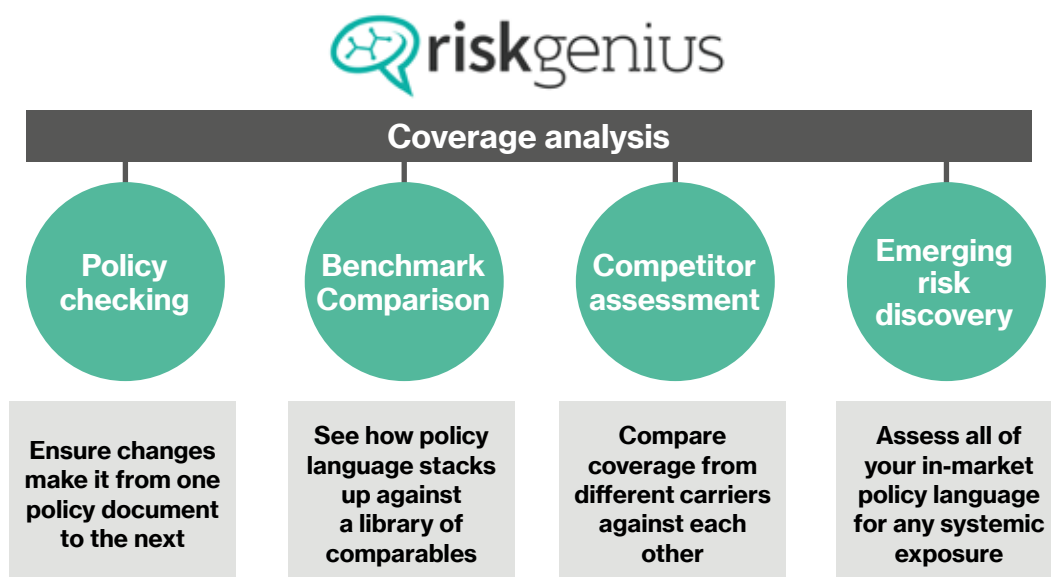 riskgenius
Coverage analysis
Policy
checking
Benchmark
Comparison
Competitor
assessment
Emerging
risk
discovery
Ensure changes
make it from one
policy document
to the next
See how policy
language stacks
up against
a library of
comparables
Compare
coverage from
different carriers
against each
other
Assess all of
your in-market
policy language
for any systemic
exposure